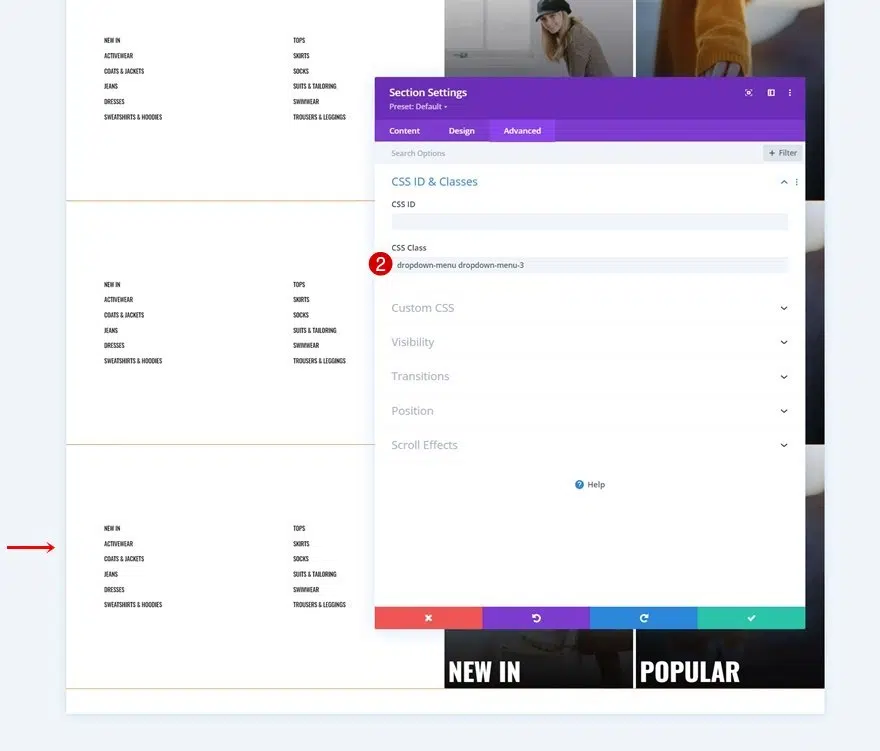 NEW IN
TOPS
ACTIVEWEAR
SKIRTS
COATS & JACKETS
SOCKS
JEANS
SUITS & TAILORING
DRESSES
SWIMWEAR
SWEATSHIRTS & HOODIES
TROUSERS & LEGGINGS
Section Settings
Preset: Default
Content
Design
Advanced
Search Options
+ Filter
CSS ID & Classes
CSS ID
CSS Class
2
dropdown-menu dropdown-menu-3
Custom CSS
Visibility
Transitions
Position
Scroll Effects
? Help
NEW IN
TOPS
ACTIVEWEAR
SKIRTS
COATS & JACKETS
SOCKS
JEANS
SUITS & TAILORING
DRESSES
SWIMWEAR
SWEATSHIRTS & HOODIES
TROUSERS & LEGGINGS
NEW IN
TOPS
ACTIVEWEAR
SKIRTS
COATS & JACKETS
SOCKS
JEANS
SUITS & TAILORING
DRESSES
SWIMWEAR
SWEATSHIRTS & HOODIES
TROUSERS & LEGGINGS
NEW IN
POPULAR